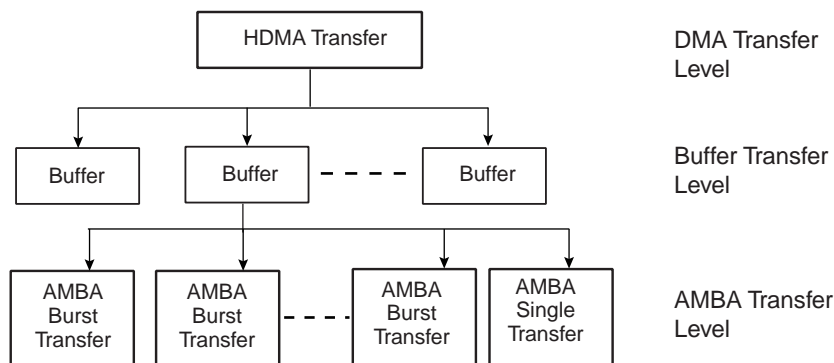 HDMA Transfer
DMA Transfer
Level
Buffer
Buffer
Buffer
Buffer Transfer
Level
AMBA
Burst
Transfer
AMBA
Burst
Transfer
AMBA
Burst
Transfer
AMBA
Single
Transfer
AMBA Transfer
Level